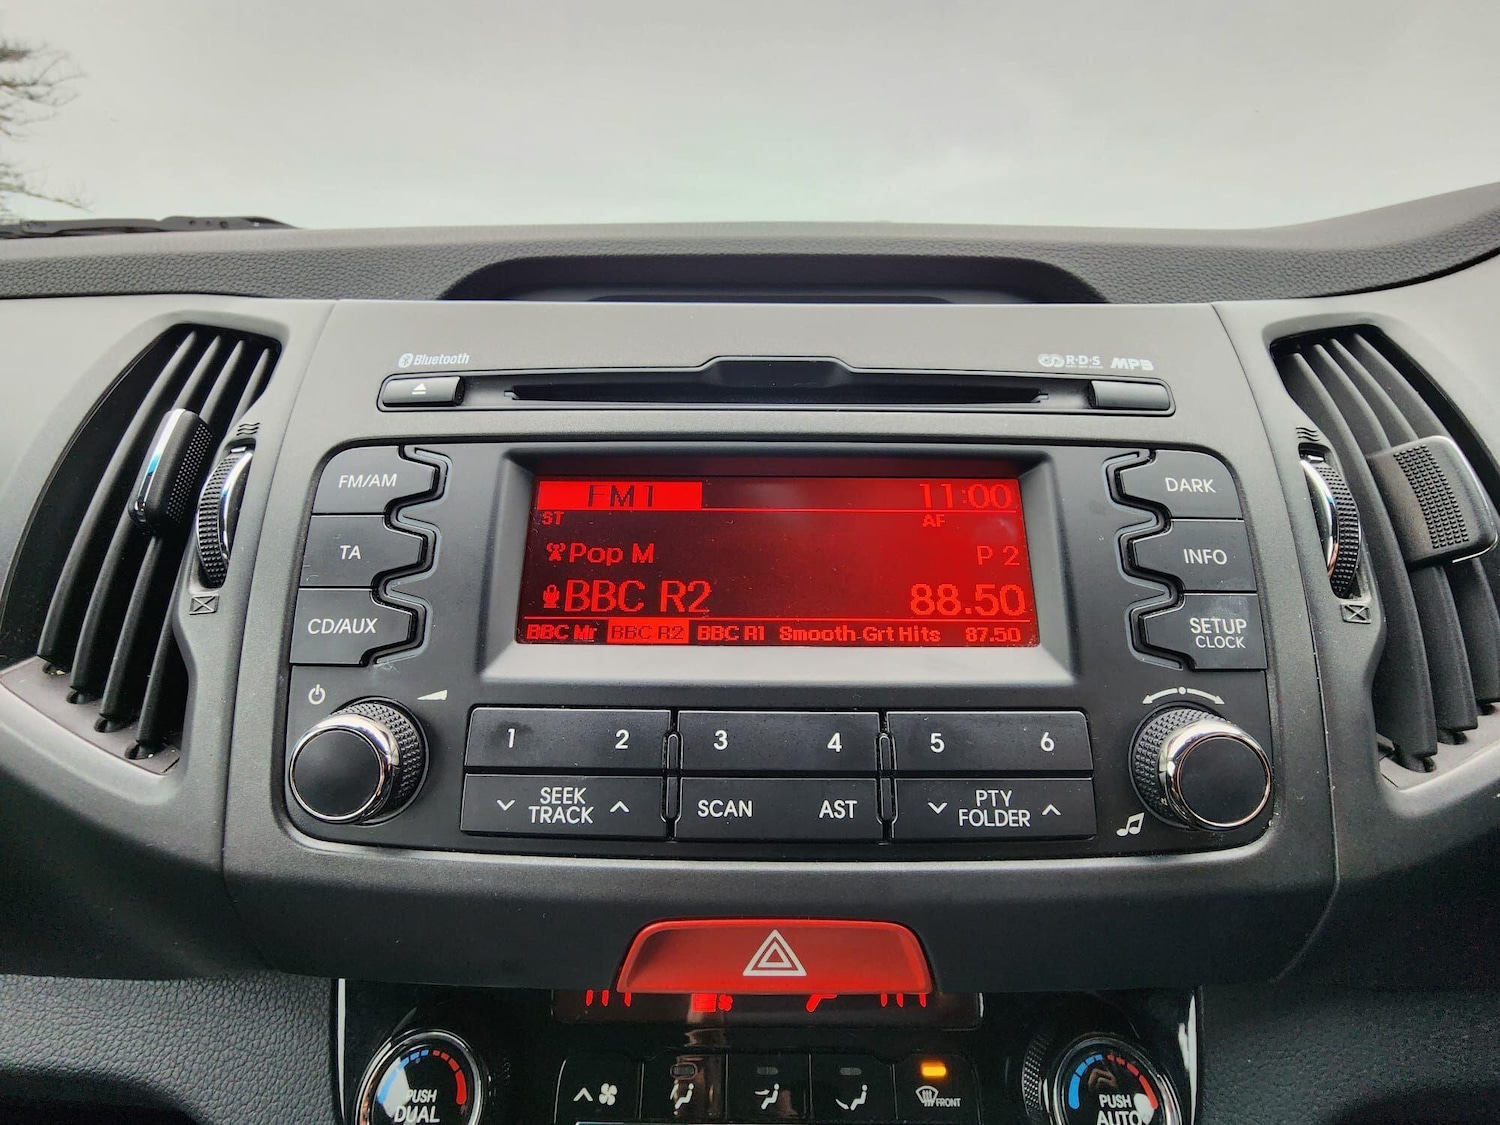 Bluetooth
R·D·S MP3
FM/AM
TA
CD/AUX
FM1 11:00
ST AF
Pop M P 2
BBC R2 88.50
BBC Mr BBC R2 BBC R1 Smooth-Grt Hits 87.50
DARK
INFO
SETUP
CLOCK
1 2 3 4 5 6
SEEK
TRACK
SCAN AST
PTY
FOLDER
PUSH
DUAL
FRONT
PUSH
AUTO